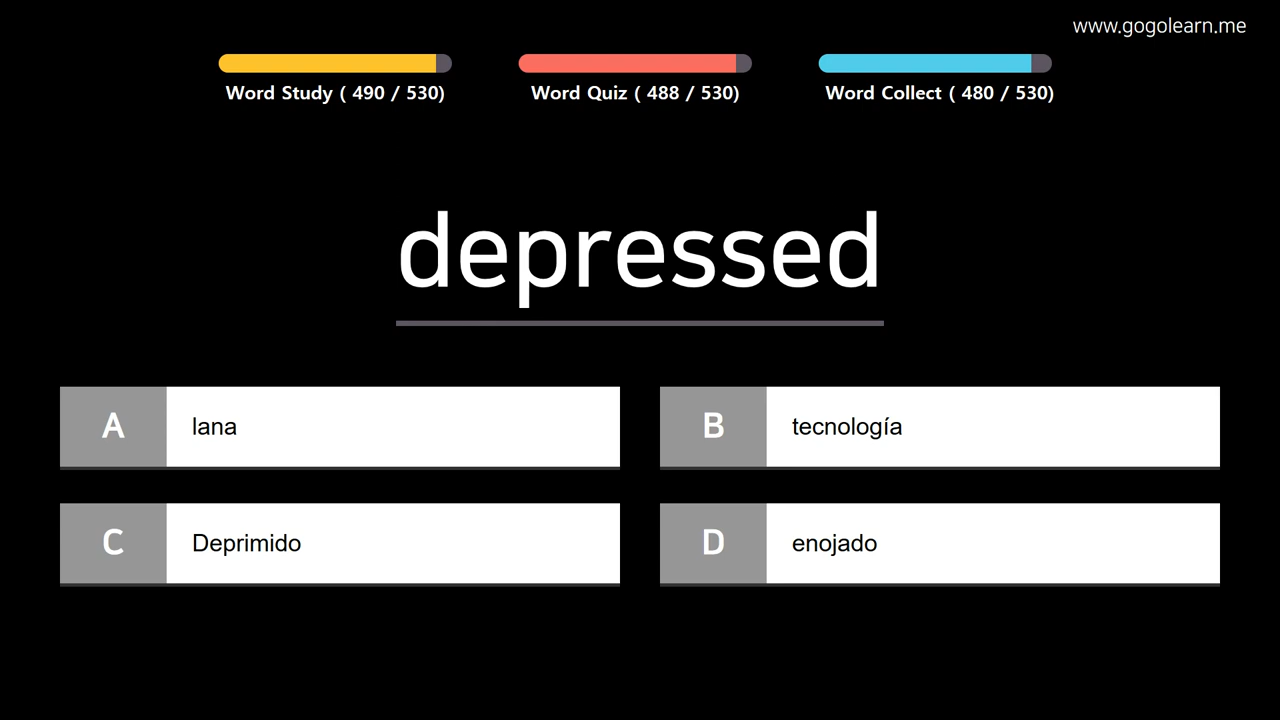 www.gogolearn.me
Word Study ( 490 / 530)
Word Quiz ( 488 / 530)
Word Collect ( 480 / 530)
depressed
A lana
B tecnología
C Deprimido
D enojado